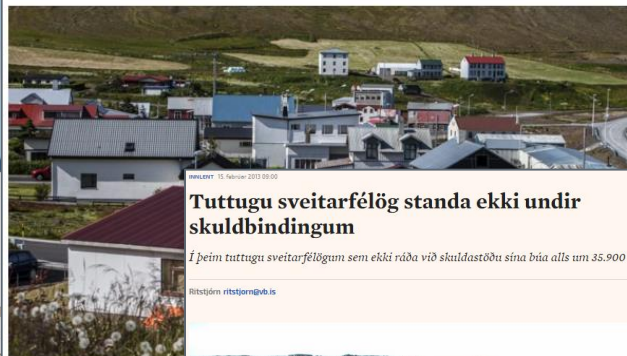 INNLENT 15. febrúar 2013 09:00
Tuttugu sveitarfélög standa ekki undir
skuldbindingum
Í þeim tuttugu sveitarfélögum sem ekki ráða við skuldastöðu sína búa alls um 35.900
Ritstjórn ritstjorn@vb.is